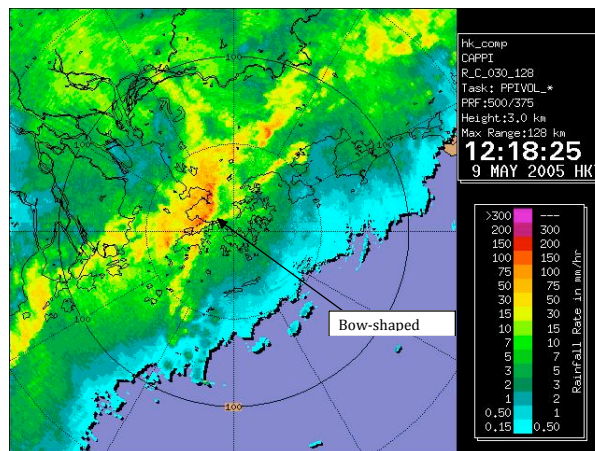 hk_comp
CAPPI
R_C_030_128
Task: PPIVOL_*
PRF:500/375
Height:3.0 km
Max Range:128 km
12:18:25
9 MAY 2005 HKT
100
100
100
100
Bow-shaped
>300 ---
200 300
150 200
100 150
75 100
50 75
30 50
15 30
10 15
7 10
5 7
3 5
2 3
1 2
0.50 1
0.15 0.50
Rainfall Rate in mm/hr